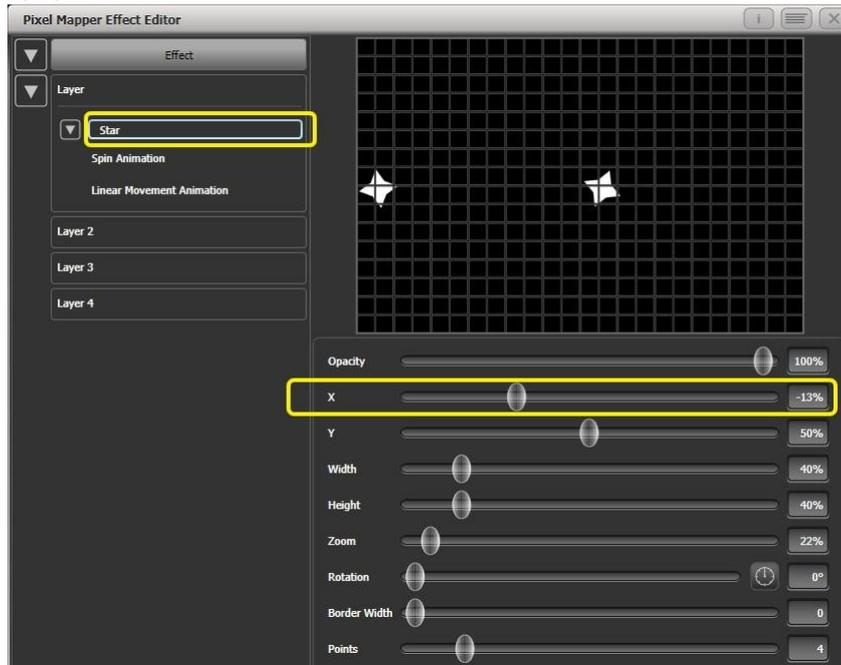 Pixel Mapper Effect Editor
Effect
Layer
Star
Spin Animation
Linear Movement Animation
Layer 2
Layer 3
Layer 4
Opacity 100%
X -13%
Y 50%
Width 40%
Height 40%
Zoom 22%
Rotation 0°
Border Width 0
Points 4